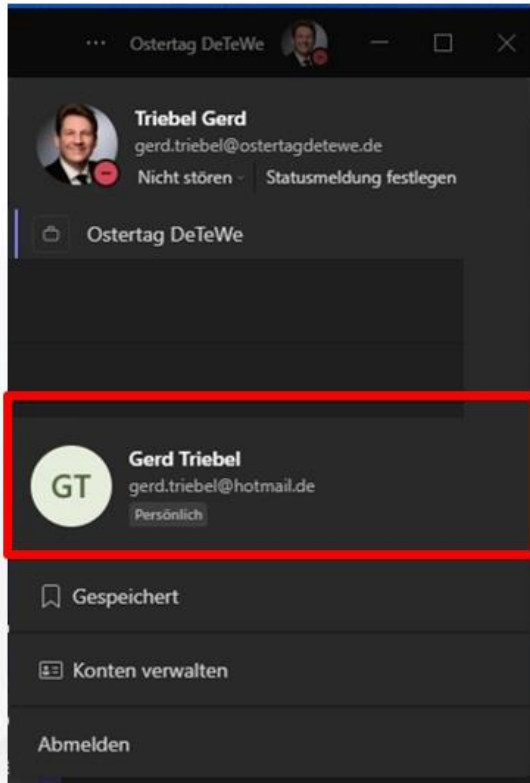 ... Ostertag DeTeWe
Triebel Gerd
gerd.triebel@ostertagdetewe.de
Nicht stören Statusmeldung festlegen
Ostertag DeTeWe
GT
Gerd Triebel
gerd.triebel@hotmail.de
Persönlich
Gespeichert
Konten verwalten
Abmelden